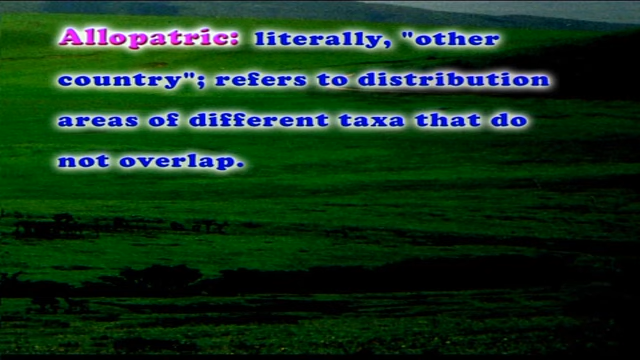 Allopatric: literally, "other
country"; refers to distribution
areas of different taxa that do
not overlap.